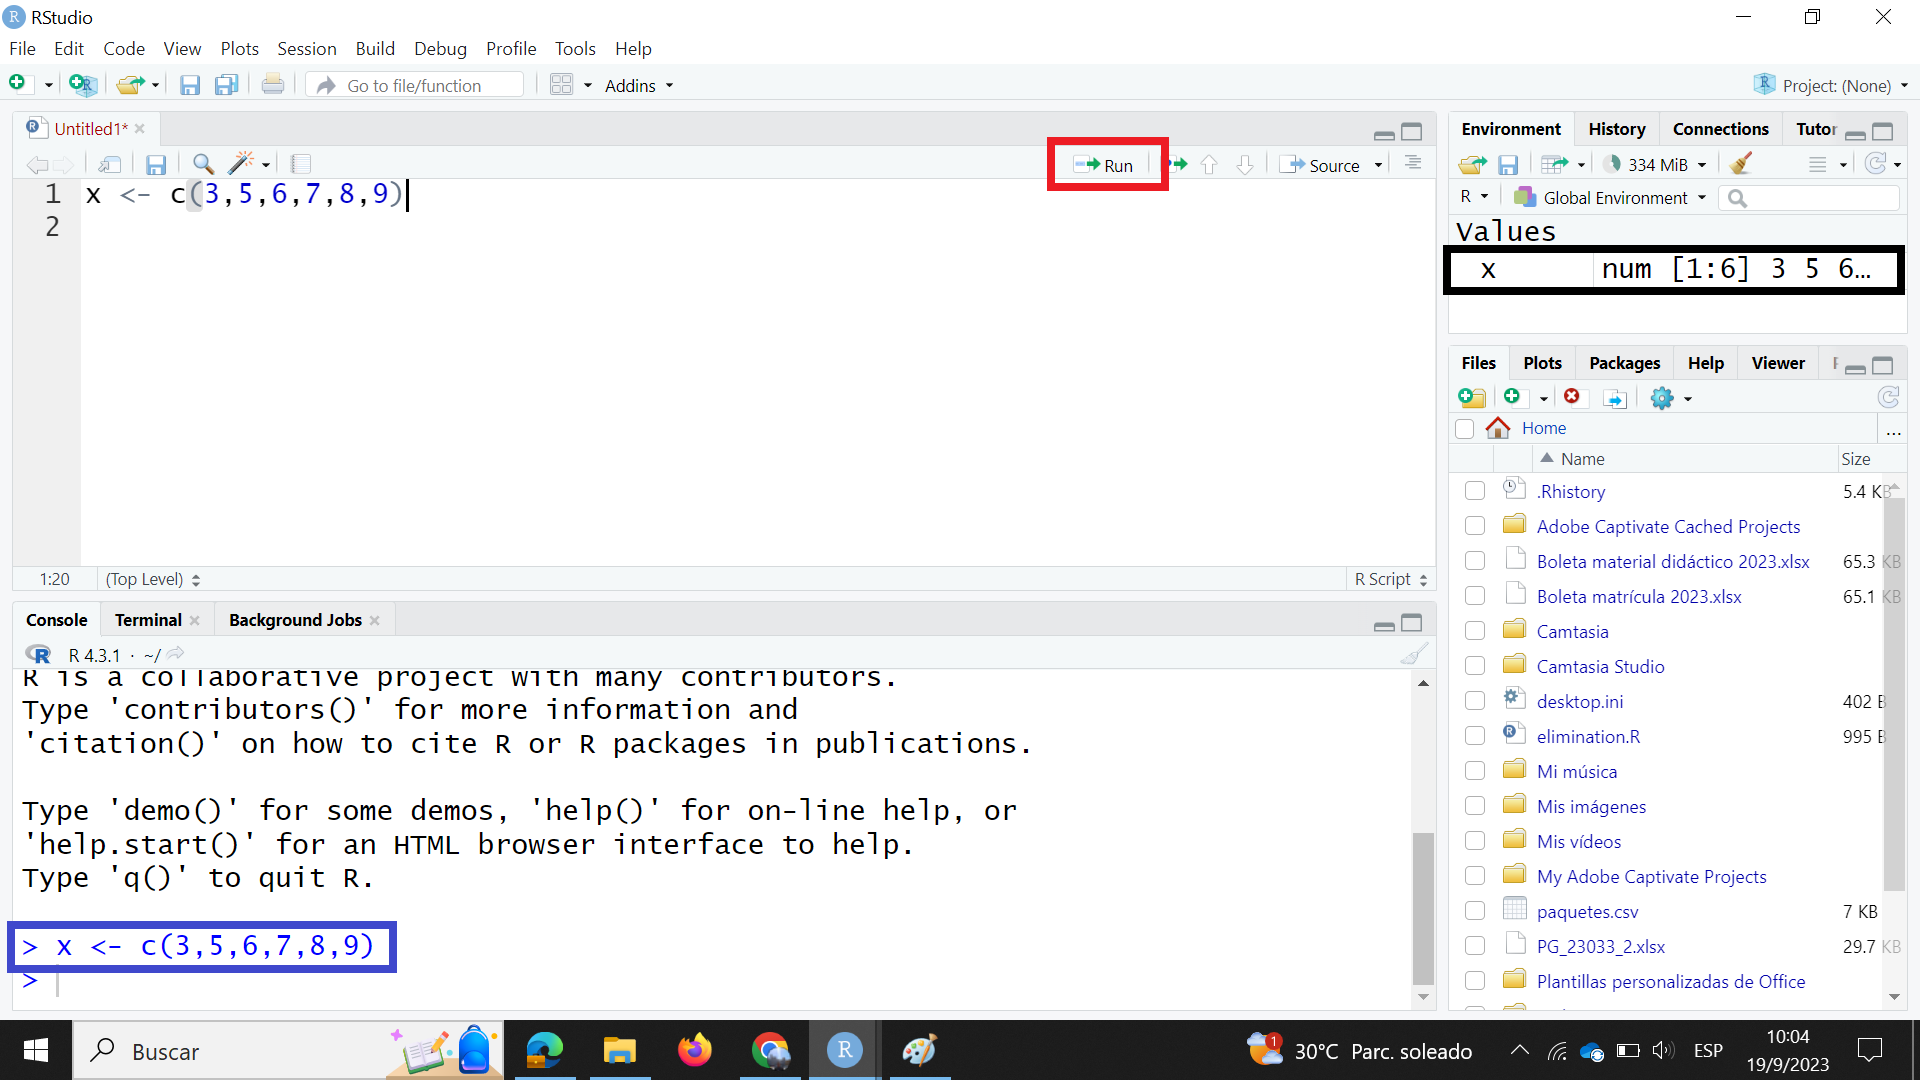 RStudio
File Edit Code View Plots Session Build Debug Profile Tools Help
Go to file/function Addins Project: (None)
Untitled1*
Run Source
1 x <- c(3,5,6,7,8,9)
2
1:20 (Top Level) R Script
Console Terminal Background Jobs
R 4.3.1 · ~/
R is a collaborative project with many contributors.
Type 'contributors()' for more information and
'citation()' on how to cite R or R packages in publications.
Type 'demo()' for some demos, 'help()' for on-line help, or
'help.start()' for an HTML browser interface to help.
Type 'q()' to quit R.
> x <- c(3,5,6,7,8,9)
>
Environment History Connections Tutor
334 MiB
R Global Environment
Values
x num [1:6] 3 5 6…
Files Plots Packages Help Viewer
Home ...
Name Size
.Rhistory 5.4 KB
Adobe Captivate Cached Projects
Boleta material didáctico 2023.xlsx 65.3 KB
Boleta matrícula 2023.xlsx 65.1 KB
Camtasia
Camtasia Studio
desktop.ini 402 B
elimination.R 995 B
Mi música
Mis imágenes
Mis vídeos
My Adobe Captivate Projects
paquetes.csv 7 KB
PG_23033_2.xlsx 29.7 KB
Plantillas personalizadas de Office
Buscar
1
30°C Parc. soleado
ESP
10:04
19/9/2023